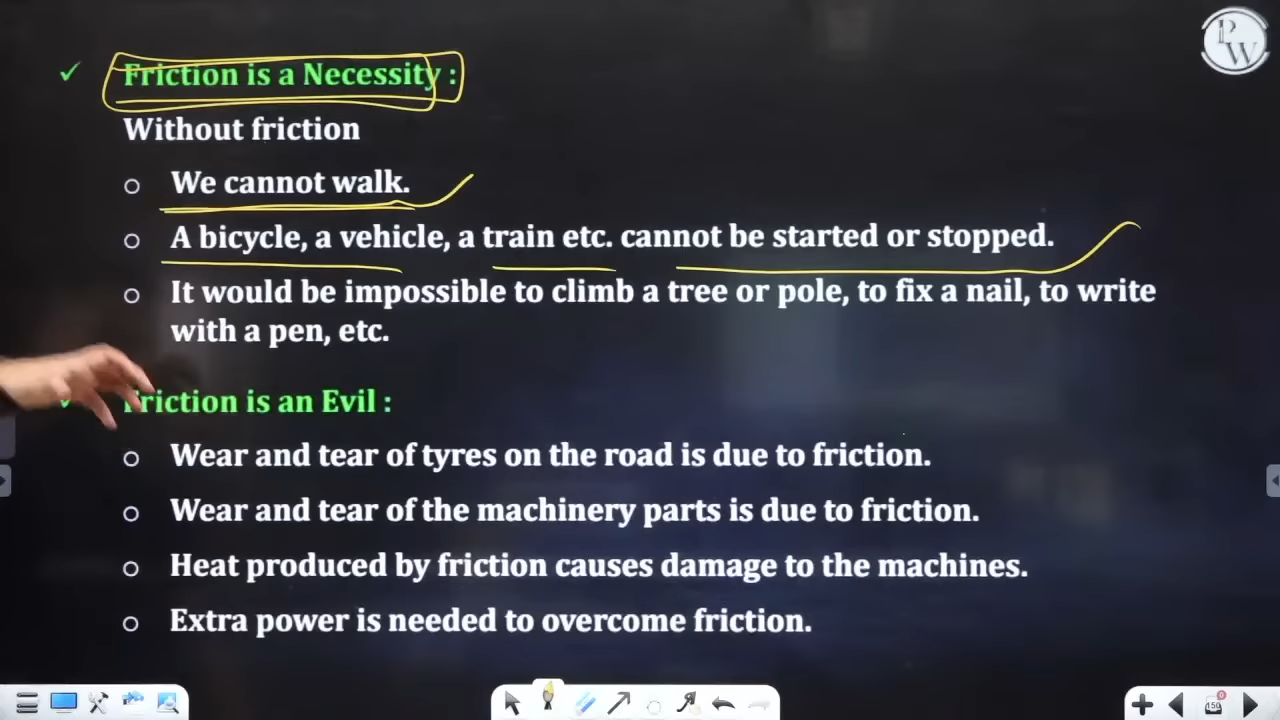 PW
✓ Friction is a Necessity :
Without friction
○ We cannot walk.
○ A bicycle, a vehicle, a train etc. cannot be started or stopped.
○ It would be impossible to climb a tree or pole, to fix a nail, to write
with a pen, etc.
✓ Friction is an Evil :
○ Wear and tear of tyres on the road is due to friction.
○ Wear and tear of the machinery parts is due to friction.
○ Heat produced by friction causes damage to the machines.
○ Extra power is needed to overcome friction.
150